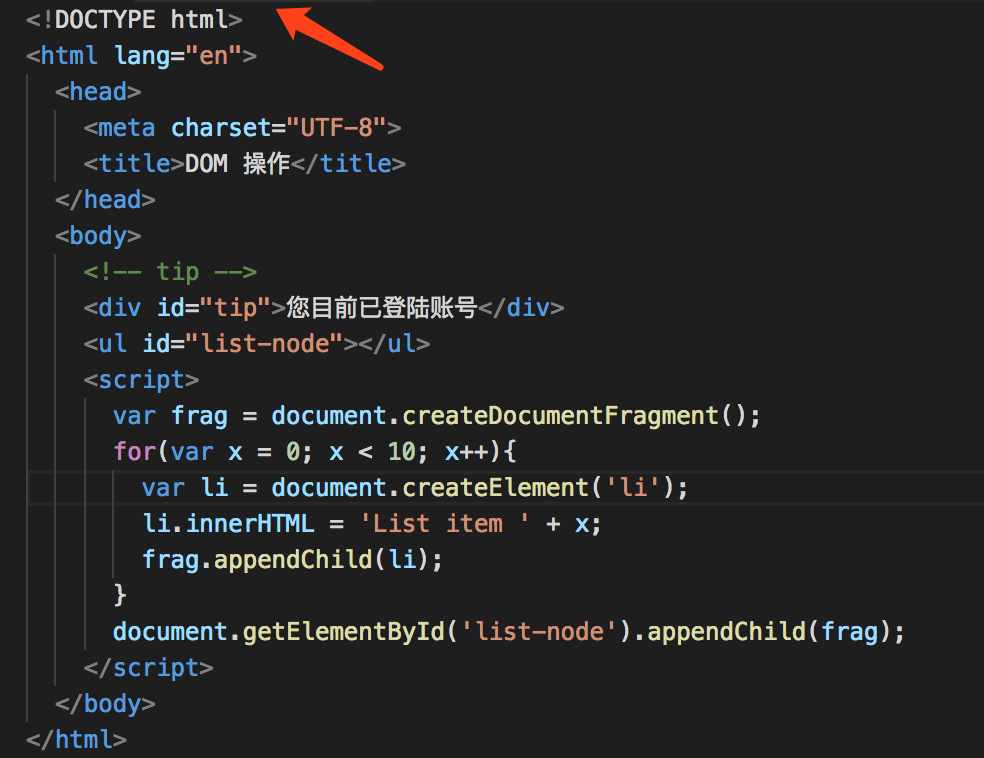 <!DOCTYPE html>
<html lang="en">
<head>
<meta charset="UTF-8">
<title>DOM 操作</title>
</head>
<body>
<!-- tip -->
<div id="tip">您目前已登陆账号</div>
<ul id="list-node"></ul>
<script>
var frag = document.createDocumentFragment();
for(var x = 0; x < 10; x++){
var li = document.createElement('li');
li.innerHTML = 'List item ' + x;
frag.appendChild(li);
}
document.getElementById('list-node').appendChild(frag);
</script>
</body>
</html>